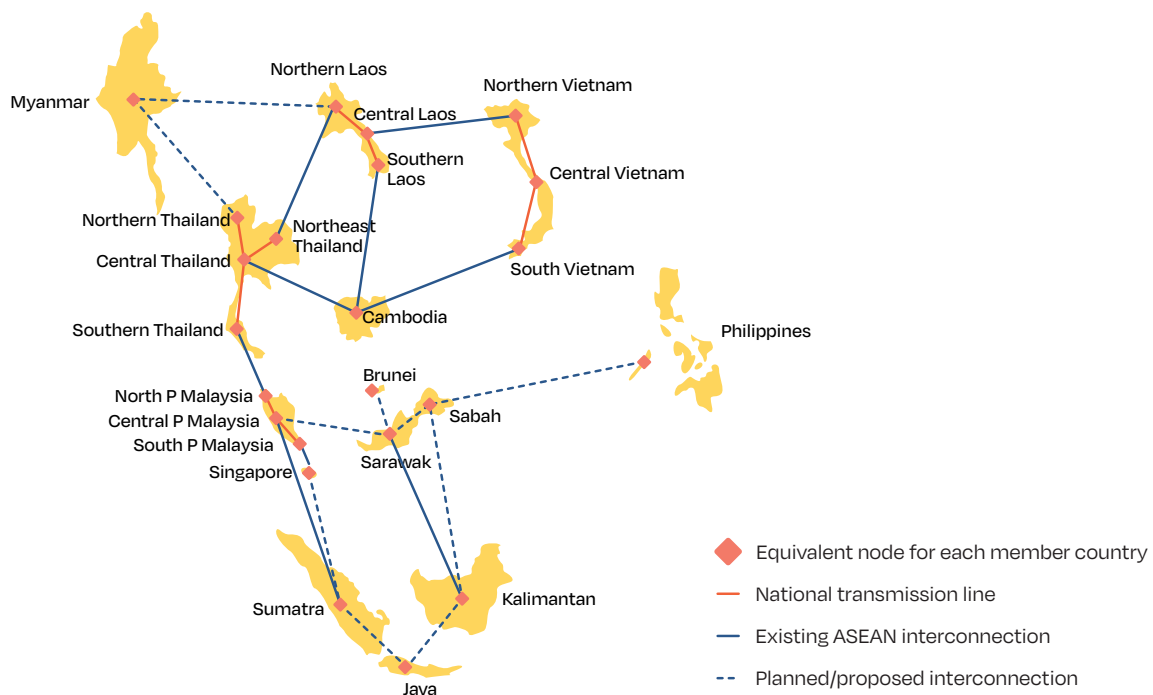 Northern Laos
Northern Vietnam
Myanmar
Central Laos
Southern
Laos
Central Vietnam
Northern Thailand
Northeast
Thailand
Central Thailand
South Vietnam
Southern Thailand
Cambodia
Philippines
Brunei
North P Malaysia
Central P Malaysia
Sabah
South P Malaysia
Sarawak
Singapore
Equivalent node for each member country
National transmission line
Sumatra
Kalimantan
Existing ASEAN interconnection
Planned/proposed interconnection
Java